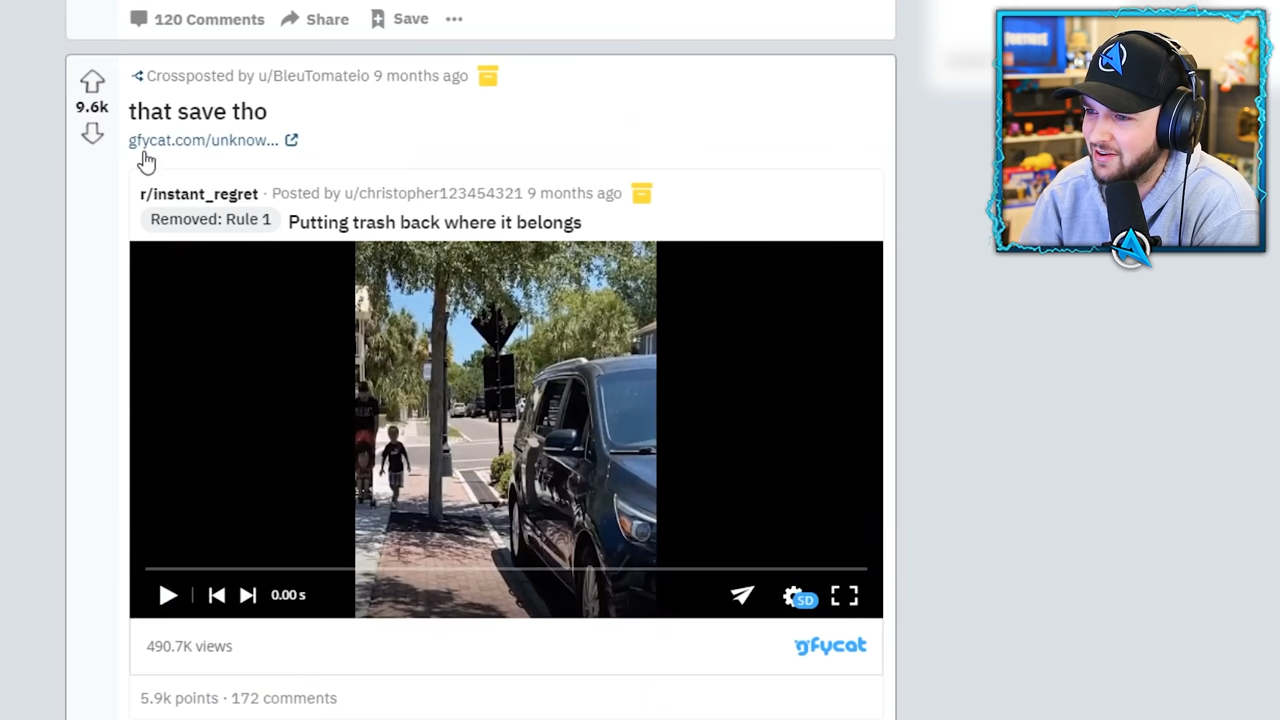 120 Comments Share Save
Crossposted by u/BleuTomateio 9 months ago
9.6k
that save tho
gfycat.com/unknow...
r/instant_regret · Posted by u/christopher123454321 9 months ago
Removed: Rule 1 Putting trash back where it belongs
0.00 s
SD
490.7K views
gfycat
5.9k points · 172 comments
FORTNITE